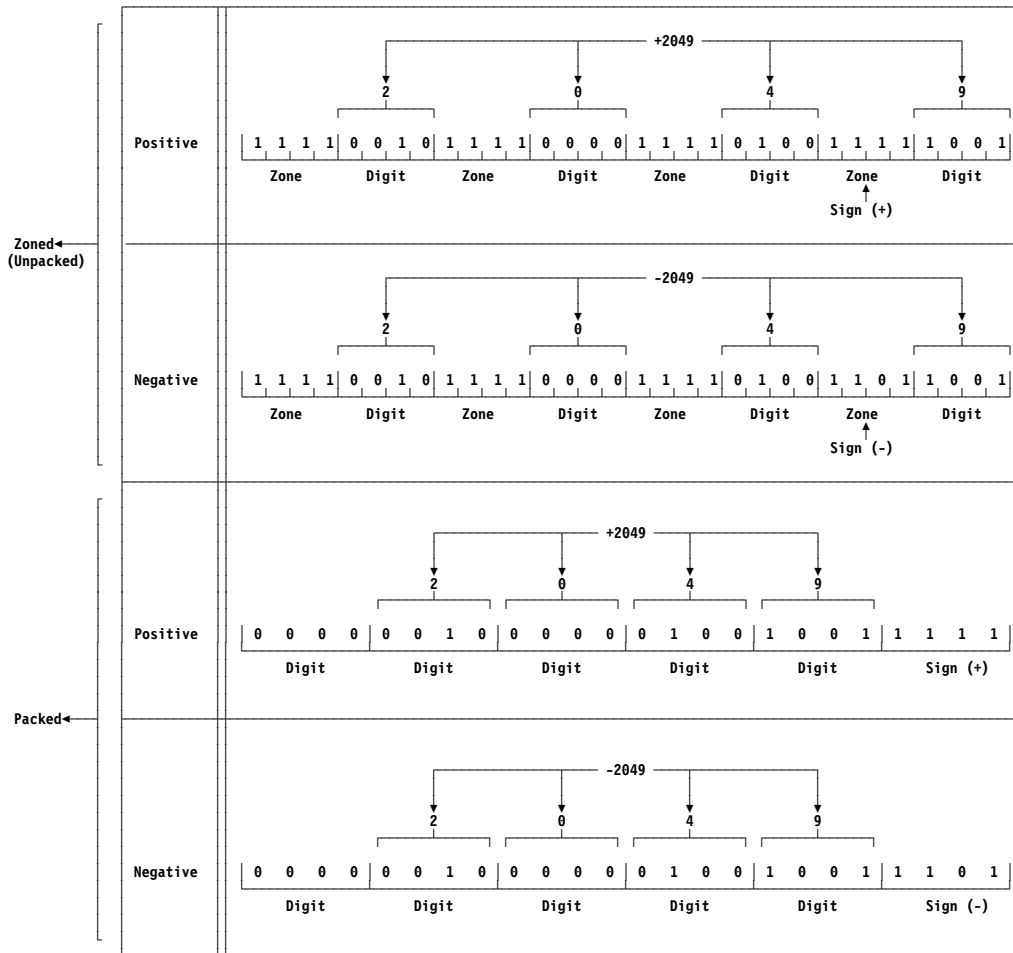 +2049
2 0 4 9
Positive 1 1 1 1 0 0 1 0 1 1 1 1 0 0 0 0 1 1 1 1 0 1 0 0 1 1 1 1 1 0 0 1
Zone Digit Zone Digit Zone Digit Zone Digit
Sign (+)
Zoned
(Unpacked)
-2049
2 0 4 9
Negative 1 1 1 1 0 0 1 0 1 1 1 1 0 0 0 0 1 1 1 1 0 1 0 0 1 1 0 1 1 0 0 1
Zone Digit Zone Digit Zone Digit Zone Digit
Sign (-)
+2049
2 0 4 9
Positive 0 0 0 0 0 0 1 0 0 0 0 0 0 1 0 0 1 0 0 1 1 1 1 1
Digit Digit Digit Digit Digit Sign (+)
Packed
-2049
2 0 4 9
Negative 0 0 0 0 0 0 1 0 0 0 0 0 0 1 0 0 1 0 0 1 1 1 0 1
Digit Digit Digit Digit Digit Sign (-)